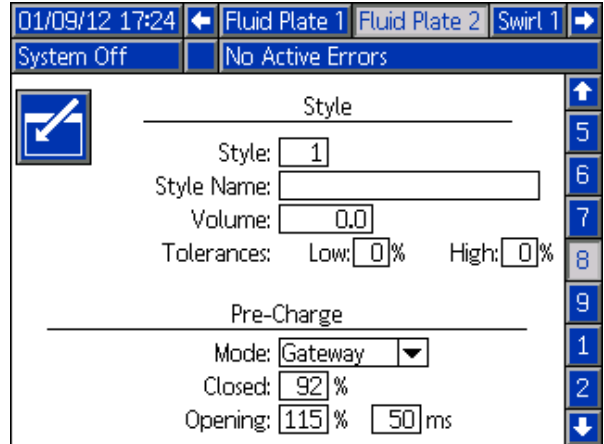 01/09/12 17:24 Fluid Plate 1 Fluid Plate 2 Swirl 1
System Off No Active Errors
Style
Style: 1
Style Name:
Volume: 0.0
Tolerances: Low: 0 % High: 0 %
Pre-Charge
Mode: Gateway
Closed: 92 %
Opening: 115 % 50 ms
5
6
7
8
9
1
2